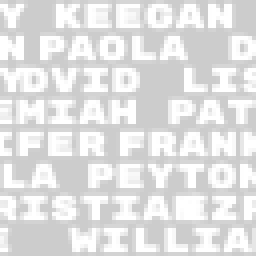 Y KEEGAN
N PAOLA D
YDVID LIS
EMIAH PAT
IFER FRANK
LA PEYTON
RISTIA
E WILLIA